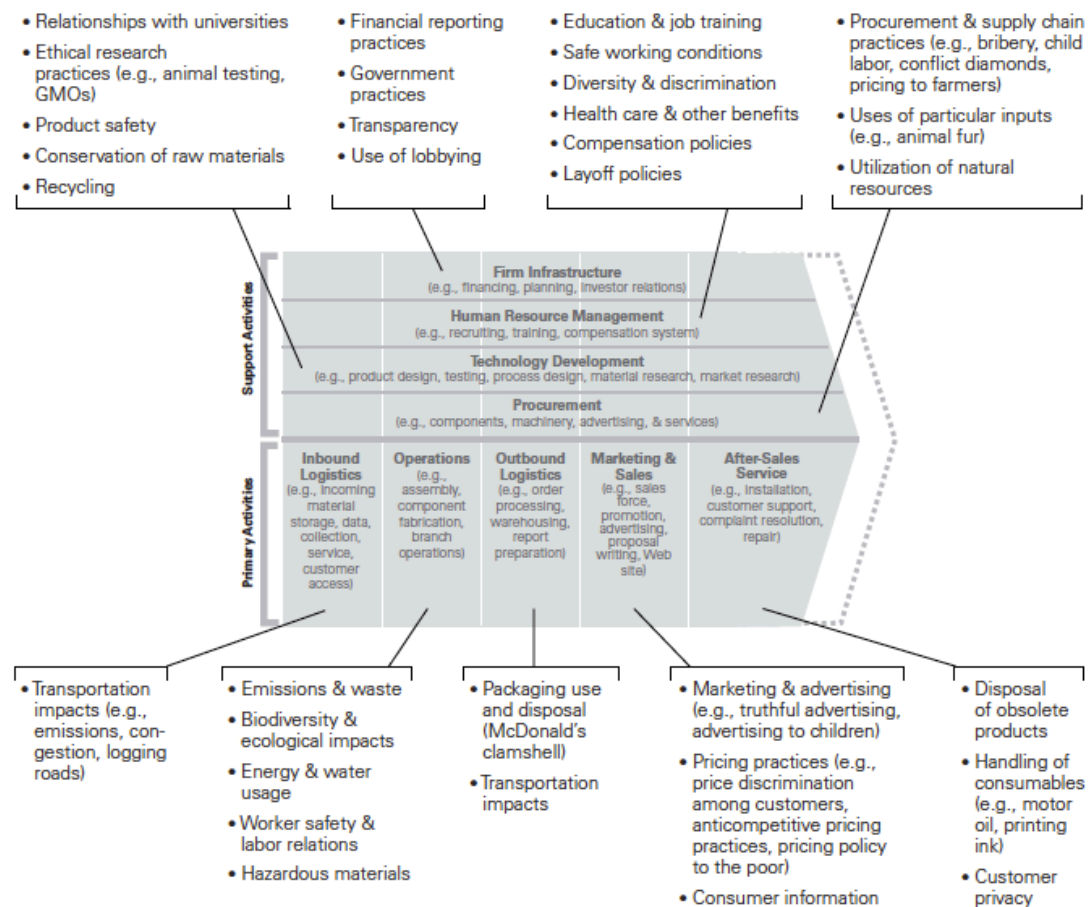 • Relationships with universities
• Ethical research
practices (e.g., animal testing,
GMOs)
• Product safety
• Conservation of raw materials
• Recycling
• Financial reporting
practices
• Government
practices
• Transparency
• Use of lobbying
• Education & job training
• Safe working conditions
• Diversity & discrimination
• Health care & other benefits
• Compensation policies
• Layoff policies
• Procurement & supply chain
practices (e.g., bribery, child
labor, conflict diamonds,
pricing to farmers)
• Uses of particular inputs
(e.g., animal fur)
• Utilization of natural
resources
Support Activities
Firm Infrastructure
(e.g., financing, planning, investor relations)
Human Resource Management
(e.g., recruiting, training, compensation system)
Technology Development
(e.g., product design, testing, process design, material research, market research)
Procurement
(e.g., components, machinery, advertising, & services)
Primary Activities
Inbound
Logistics
(e.g., incoming
material
storage, data,
collection,
service,
customer
access)
Operations
(e.g.,
assembly,
component
fabrication,
branch
operations)
Outbound
Logistics
(e.g., order
processing,
warehousing,
report
preparation)
Marketing &
Sales
(e.g., sales
force,
promotion,
advertising,
proposal
writing, Web
site)
After-Sales
Service
(e.g., installation,
customer support,
complaint resolution,
repair)
• Transportation
impacts (e.g.,
emissions, con-
gestion, logging
roads)
• Emissions & waste
• Biodiversity &
ecological impacts
• Energy & water
usage
• Worker safety &
labor relations
• Hazardous materials
• Packaging use
and disposal
(McDonald's
clamshell)
• Transportation
impacts
• Marketing & advertising
(e.g., truthful advertising,
advertising to children)
• Pricing practices (e.g.,
price discrimination
among customers,
anticompetitive pricing
practices, pricing policy
to the poor)
• Consumer information
• Disposal
of obsolete
products
• Handling of
consumables
(e.g., motor
oil, printing
ink)
• Customer
privacy